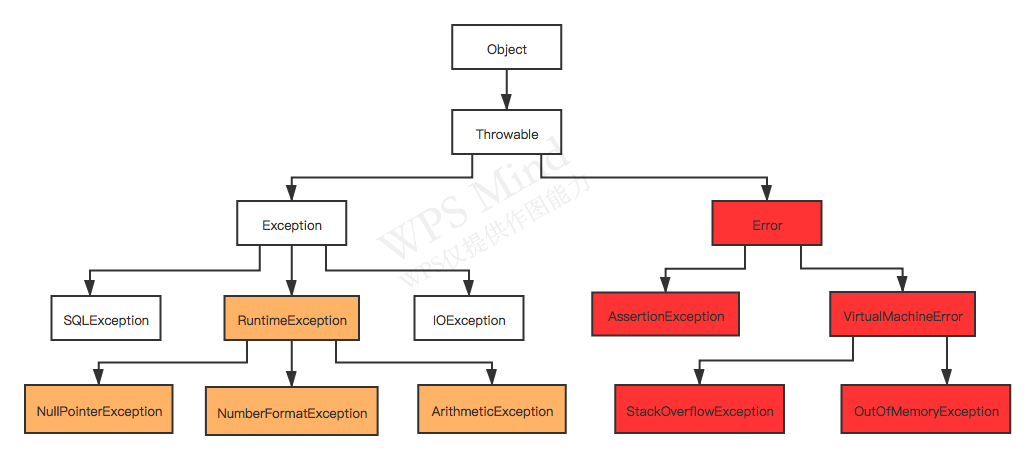 Object
Throwable
WPS Mind
WPS仅提供作图能力
Exception
Error
SQLException
RuntimeException
IOException
AssertionException
VirtualMachineError
NullPointerException
NumberFormatException
ArithmeticException
StackOverflowException
OutOfMemoryException